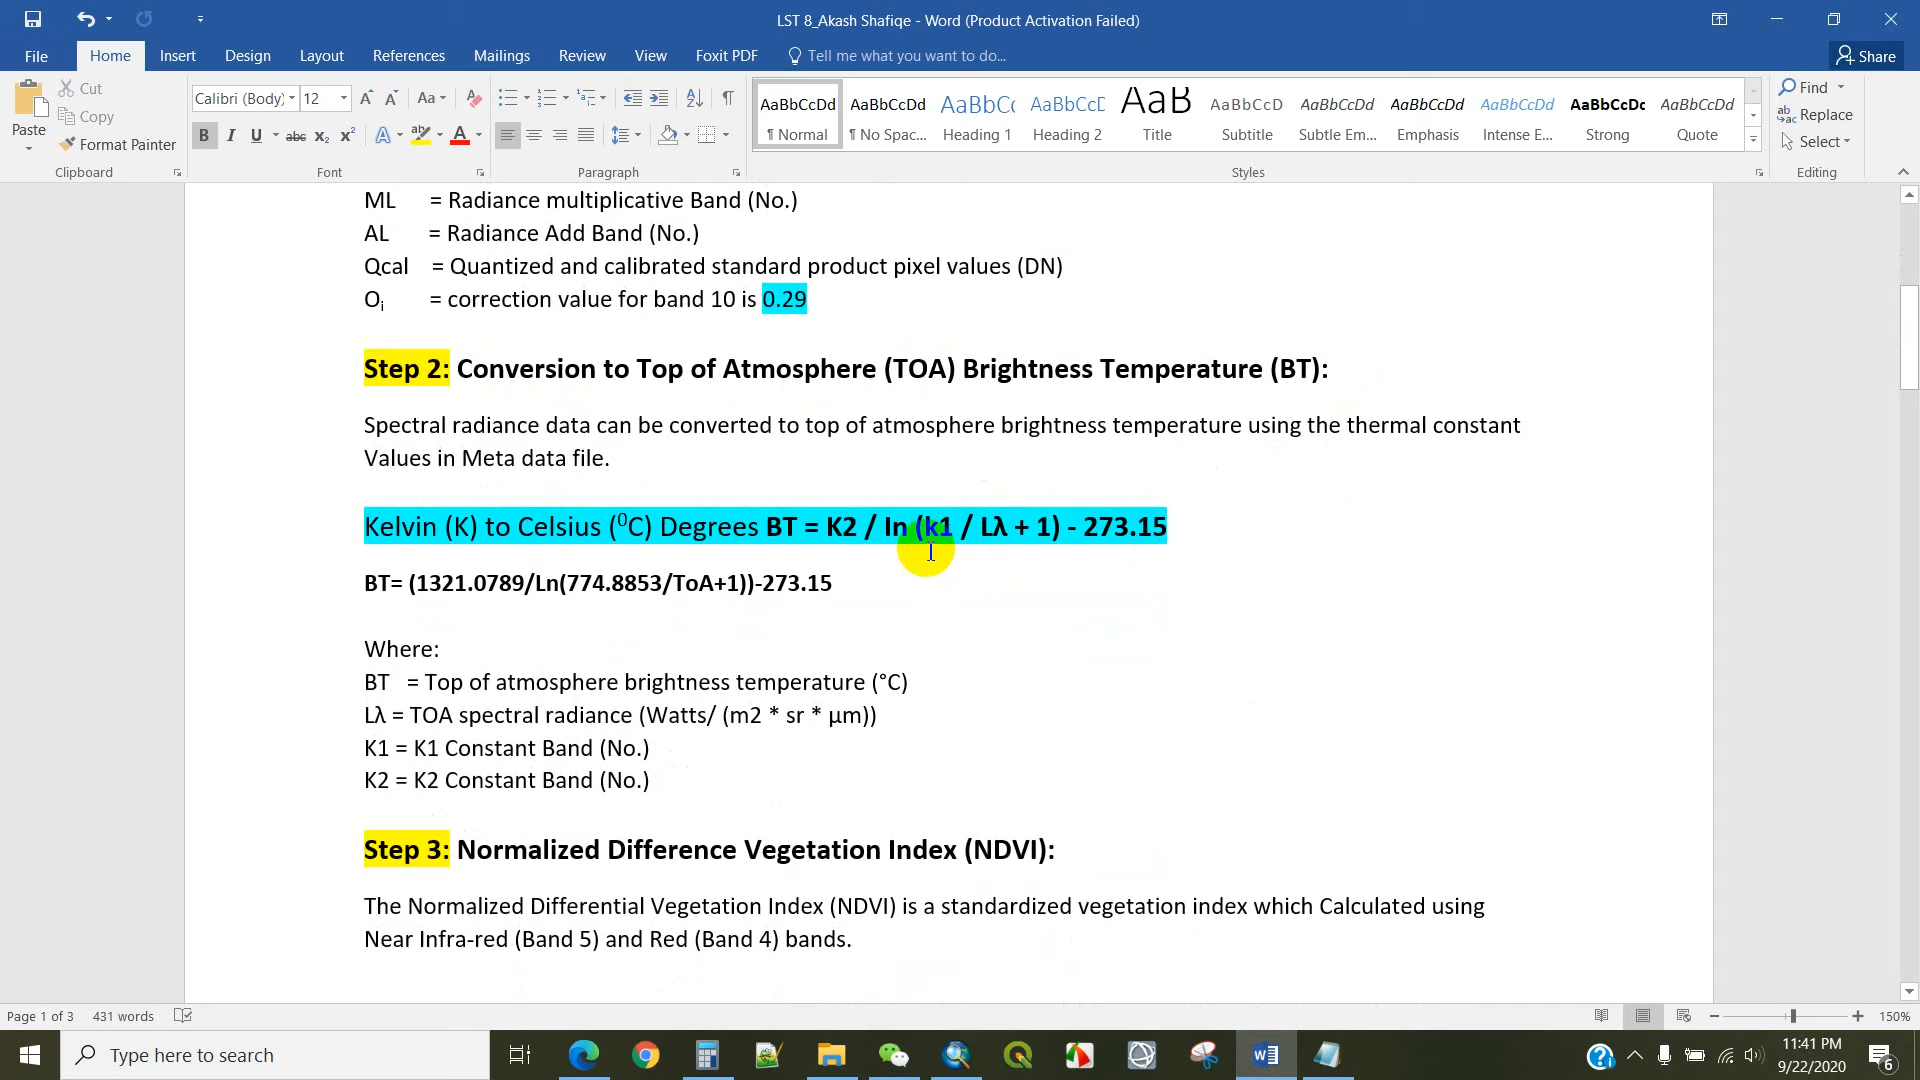 LST 8_Akash Shafiqe - Word (Product Activation Failed)
File Home Insert Design Layout References Mailings Review View Foxit PDF Tell me what you want to do... Share
Paste Cut Copy Format Painter
Calibri (Body) 12 Aa
B I U abc x₂ x² A ab A
AaBbCcDd AaBbCcDd AaBbCc AaBbCcD AaB AaBbCcD AaBbCcDd AaBbCcDd AaBbCcDd AaBbCcDc AaBbCcDd
¶ Normal ¶ No Spac... Heading 1 Heading 2 Title Subtitle Subtle Em... Emphasis Intense E... Strong Quote
Find Replace Select
Clipboard Font Paragraph Styles Editing
ML = Radiance multiplicative Band (No.)
AL = Radiance Add Band (No.)
Qcal = Quantized and calibrated standard product pixel values (DN)
Oᵢ = correction value for band 10 is 0.29
Step 2: Conversion to Top of Atmosphere (TOA) Brightness Temperature (BT):
Spectral radiance data can be converted to top of atmosphere brightness temperature using the thermal constant
Values in Meta data file.
Kelvin (K) to Celsius (⁰C) Degrees BT = K2 / ln (k1 / Lλ + 1) - 273.15
BT= (1321.0789/Ln(774.8853/ToA+1))-273.15
Where:
BT = Top of atmosphere brightness temperature (°C)
Lλ = TOA spectral radiance (Watts/ (m2 * sr * µm))
K1 = K1 Constant Band (No.)
K2 = K2 Constant Band (No.)
Step 3: Normalized Difference Vegetation Index (NDVI):
The Normalized Differential Vegetation Index (NDVI) is a standardized vegetation index which Calculated using
Near Infra-red (Band 5) and Red (Band 4) bands.
Page 1 of 3 431 words 150%
Type here to search
11:41 PM
9/22/2020
6